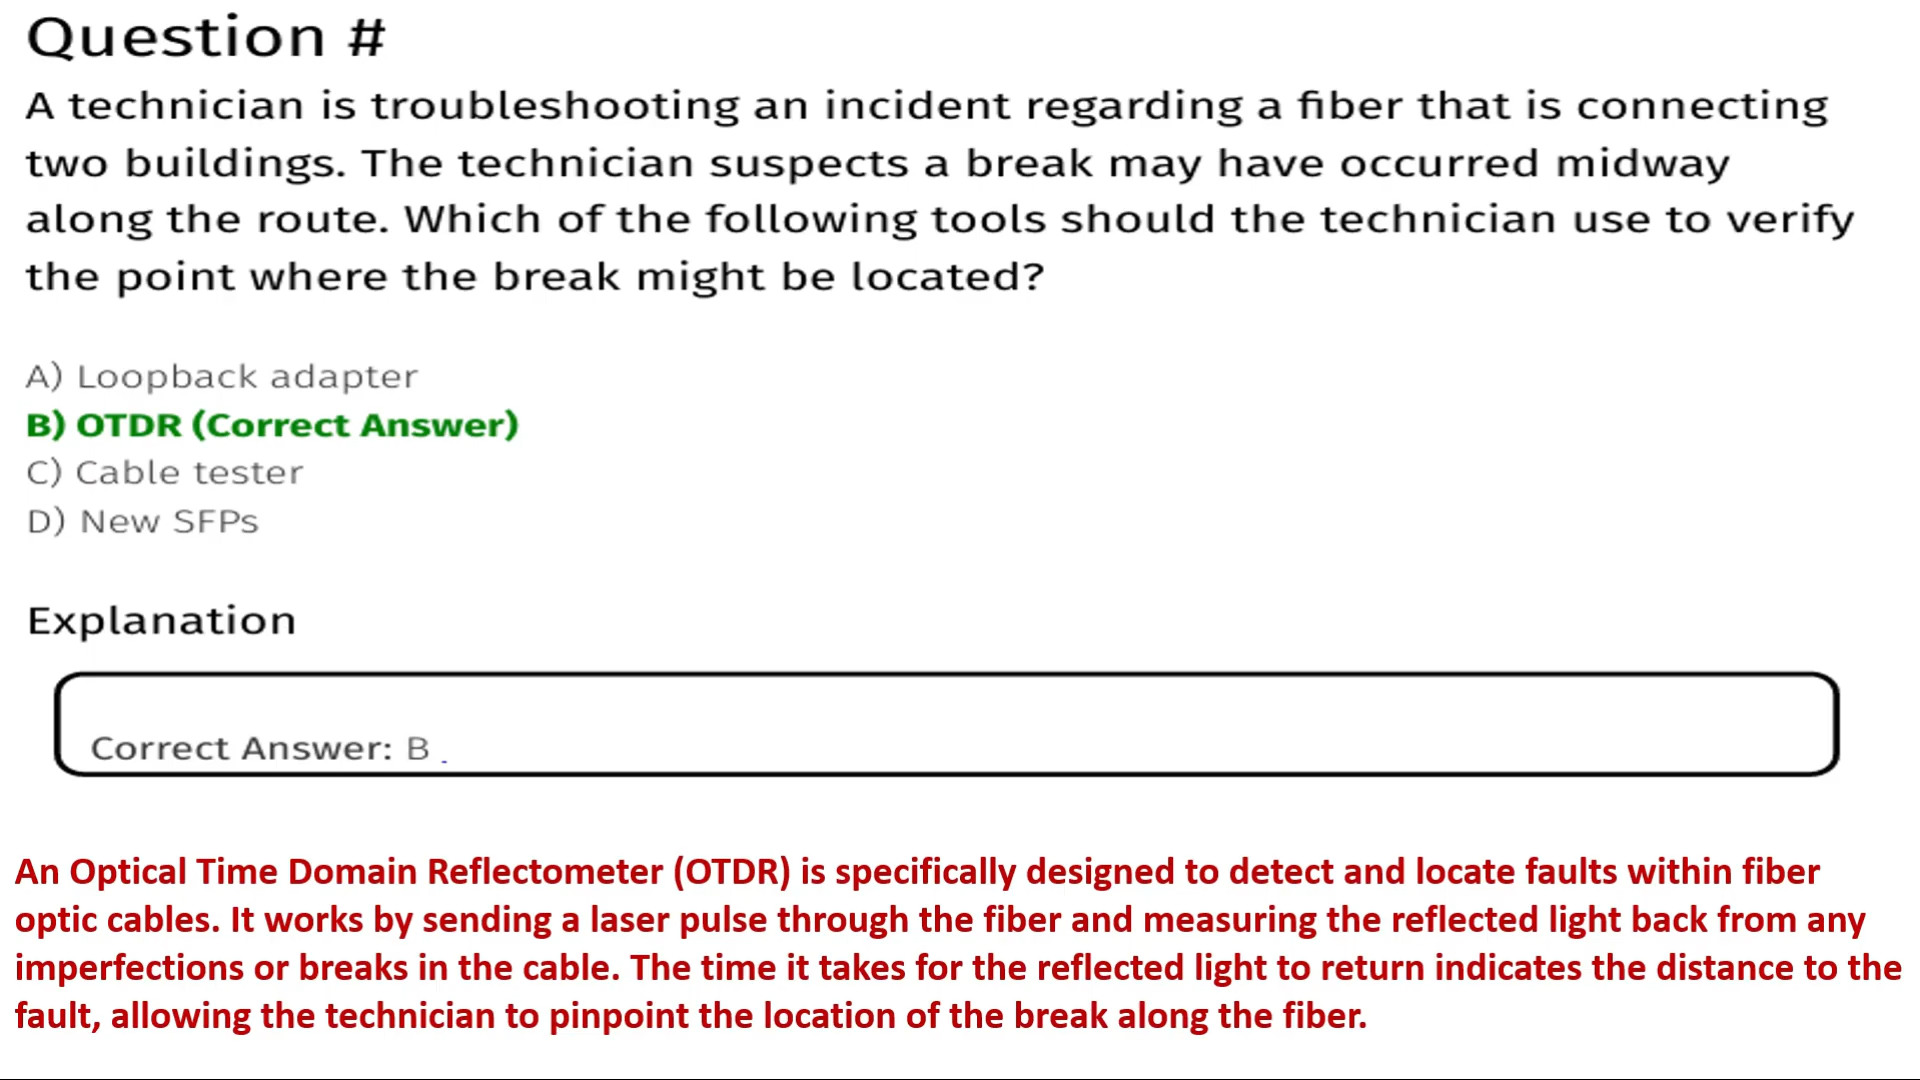 Question #
A technician is troubleshooting an incident regarding a fiber that is connecting
two buildings. The technician suspects a break may have occurred midway
along the route. Which of the following tools should the technician use to verify
the point where the break might be located?
A) Loopback adapter
B) OTDR (Correct Answer)
C) Cable tester
D) New SFPs
Explanation
Correct Answer: B
An Optical Time Domain Reflectometer (OTDR) is specifically designed to detect and locate faults within fiber
optic cables. It works by sending a laser pulse through the fiber and measuring the reflected light back from any
imperfections or breaks in the cable. The time it takes for the reflected light to return indicates the distance to the
fault, allowing the technician to pinpoint the location of the break along the fiber.